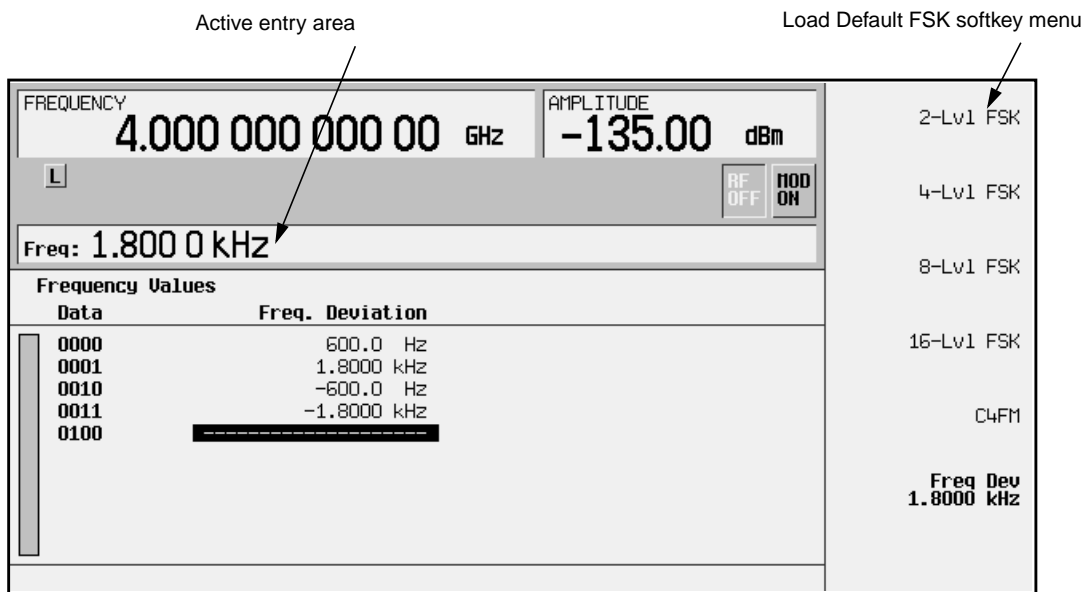 Active entry area
Load Default FSK softkey menu
FREQUENCY
4.000 000 000 00 GHz
AMPLITUDE
-135.00 dBm
L
RF OFF
MOD ON
Freq: 1.800 0 kHz
Frequency Values
Data Freq. Deviation
0000 600.0 Hz
0001 1.8000 kHz
0010 -600.0 Hz
0011 -1.8000 kHz
0100 --------------------
2-Lvl FSK
4-Lvl FSK
8-Lvl FSK
16-Lvl FSK
C4FM
Freq Dev
1.8000 kHz